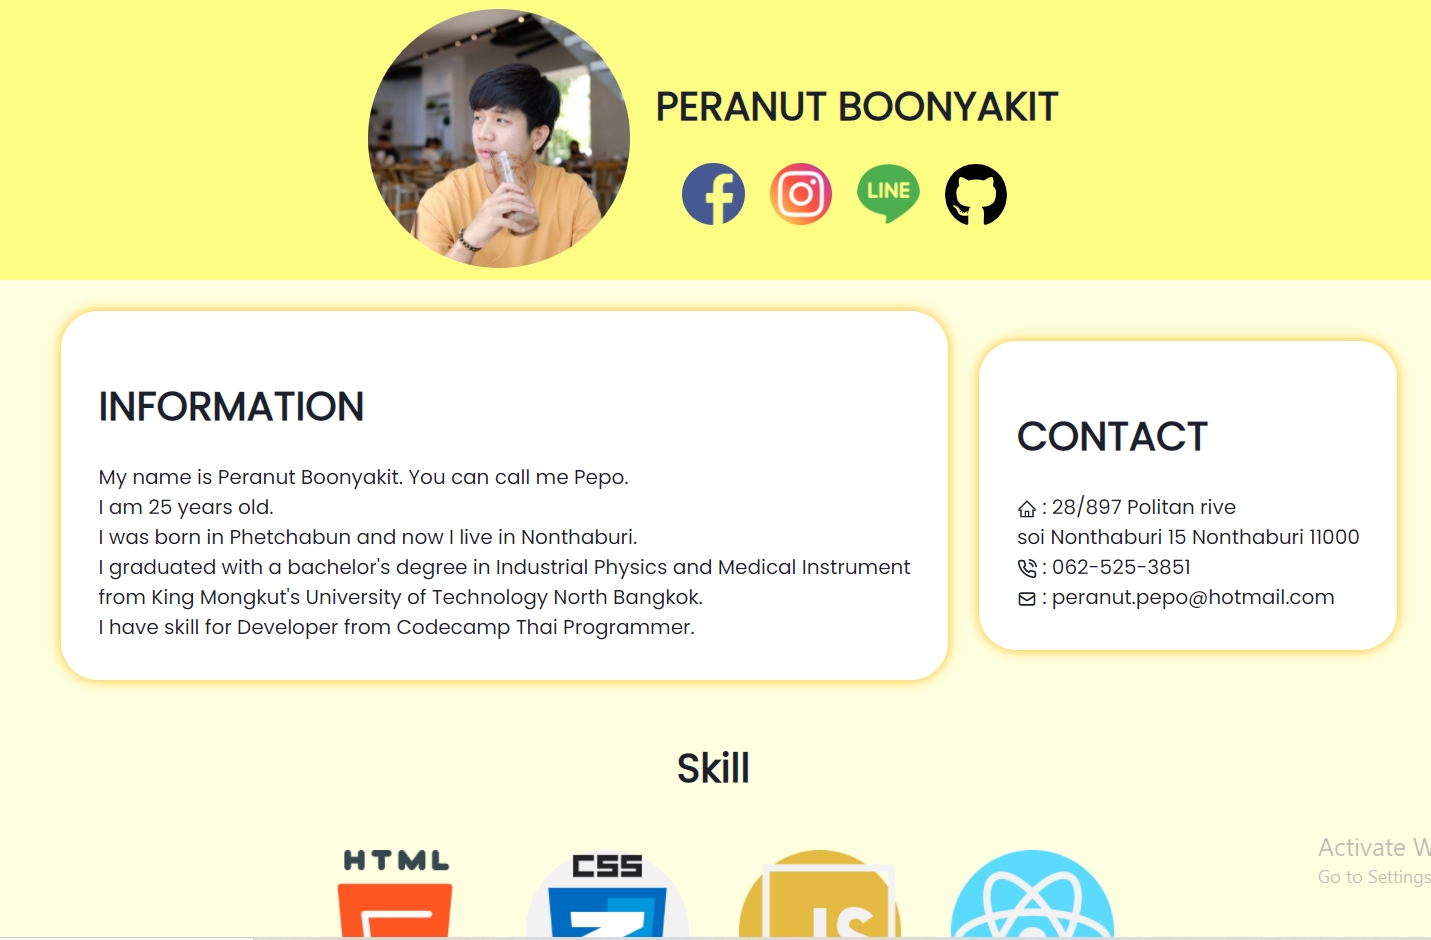 PERANUT BOONYAKIT
LINE
INFORMATION
My name is Peranut Boonyakit. You can call me Pepo.
I am 25 years old.
I was born in Phetchabun and now I live in Nonthaburi.
I graduated with a bachelor's degree in Industrial Physics and Medical Instrument
from King Mongkut's University of Technology North Bangkok.
I have skill for Developer from Codecamp Thai Programmer.
CONTACT
: 28/897 Politan rive
soi Nonthaburi 15 Nonthaburi 11000
: 062-525-3851
: peranut.pepo@hotmail.com
Skill
HTML
CSS
JS
Activate W
Go to Settings